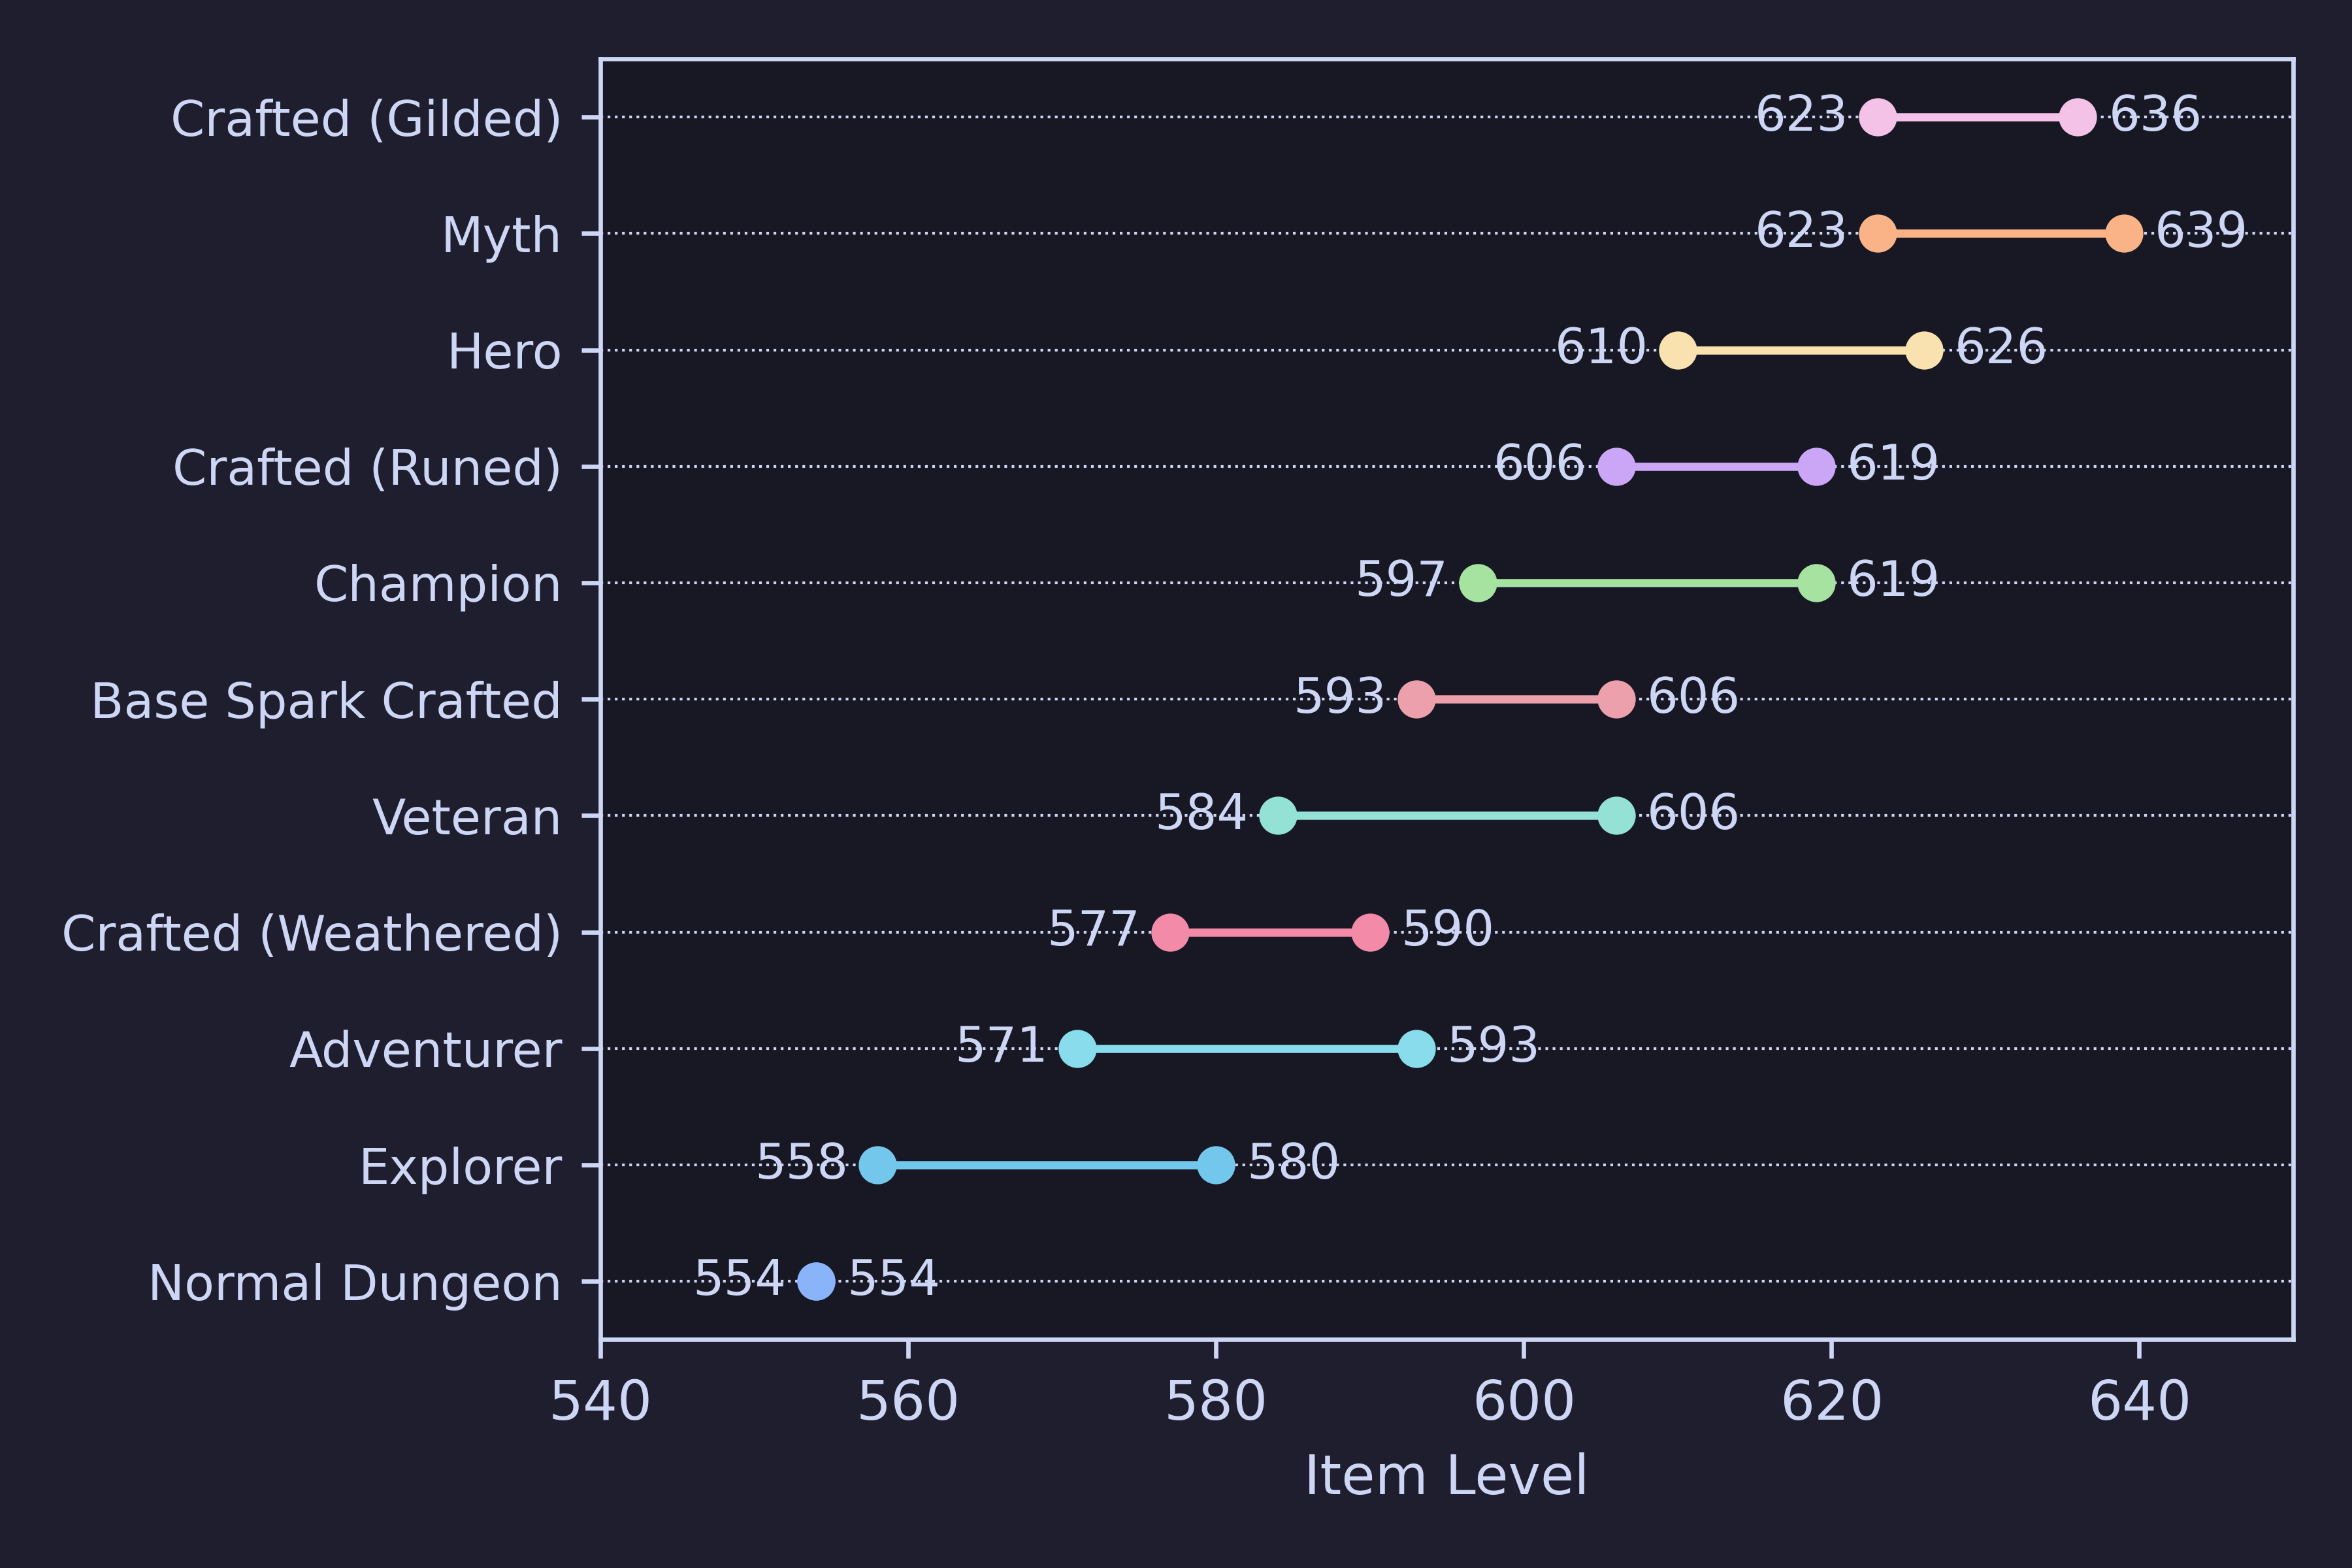 Crafted (Gilded) 623 636
Myth 623 639
Hero 610 626
Crafted (Runed) 606 619
Champion 597 619
Base Spark Crafted 593 606
Veteran 584 606
Crafted (Weathered) 577 590
Adventurer 571 593
Explorer 558 580
Normal Dungeon 554 554
540 560 580 600 620 640
Item Level